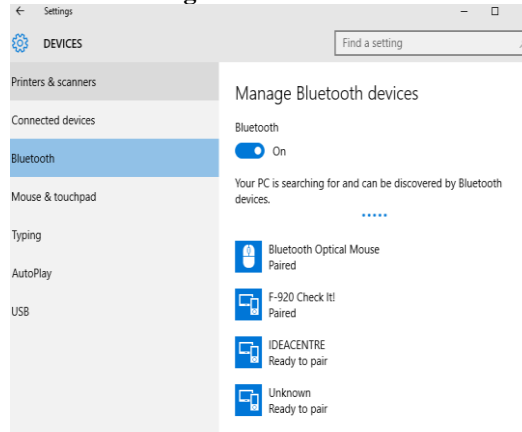 Settings
DEVICES
Find a setting
Printers & scanners
Connected devices
Bluetooth
Mouse & touchpad
Typing
AutoPlay
USB
Manage Bluetooth devices
Bluetooth
On
Your PC is searching for and can be discovered by Bluetooth
devices.
Bluetooth Optical Mouse
Paired
F-920 Check It!
Paired
IDEACENTRE
Ready to pair
Unknown
Ready to pair